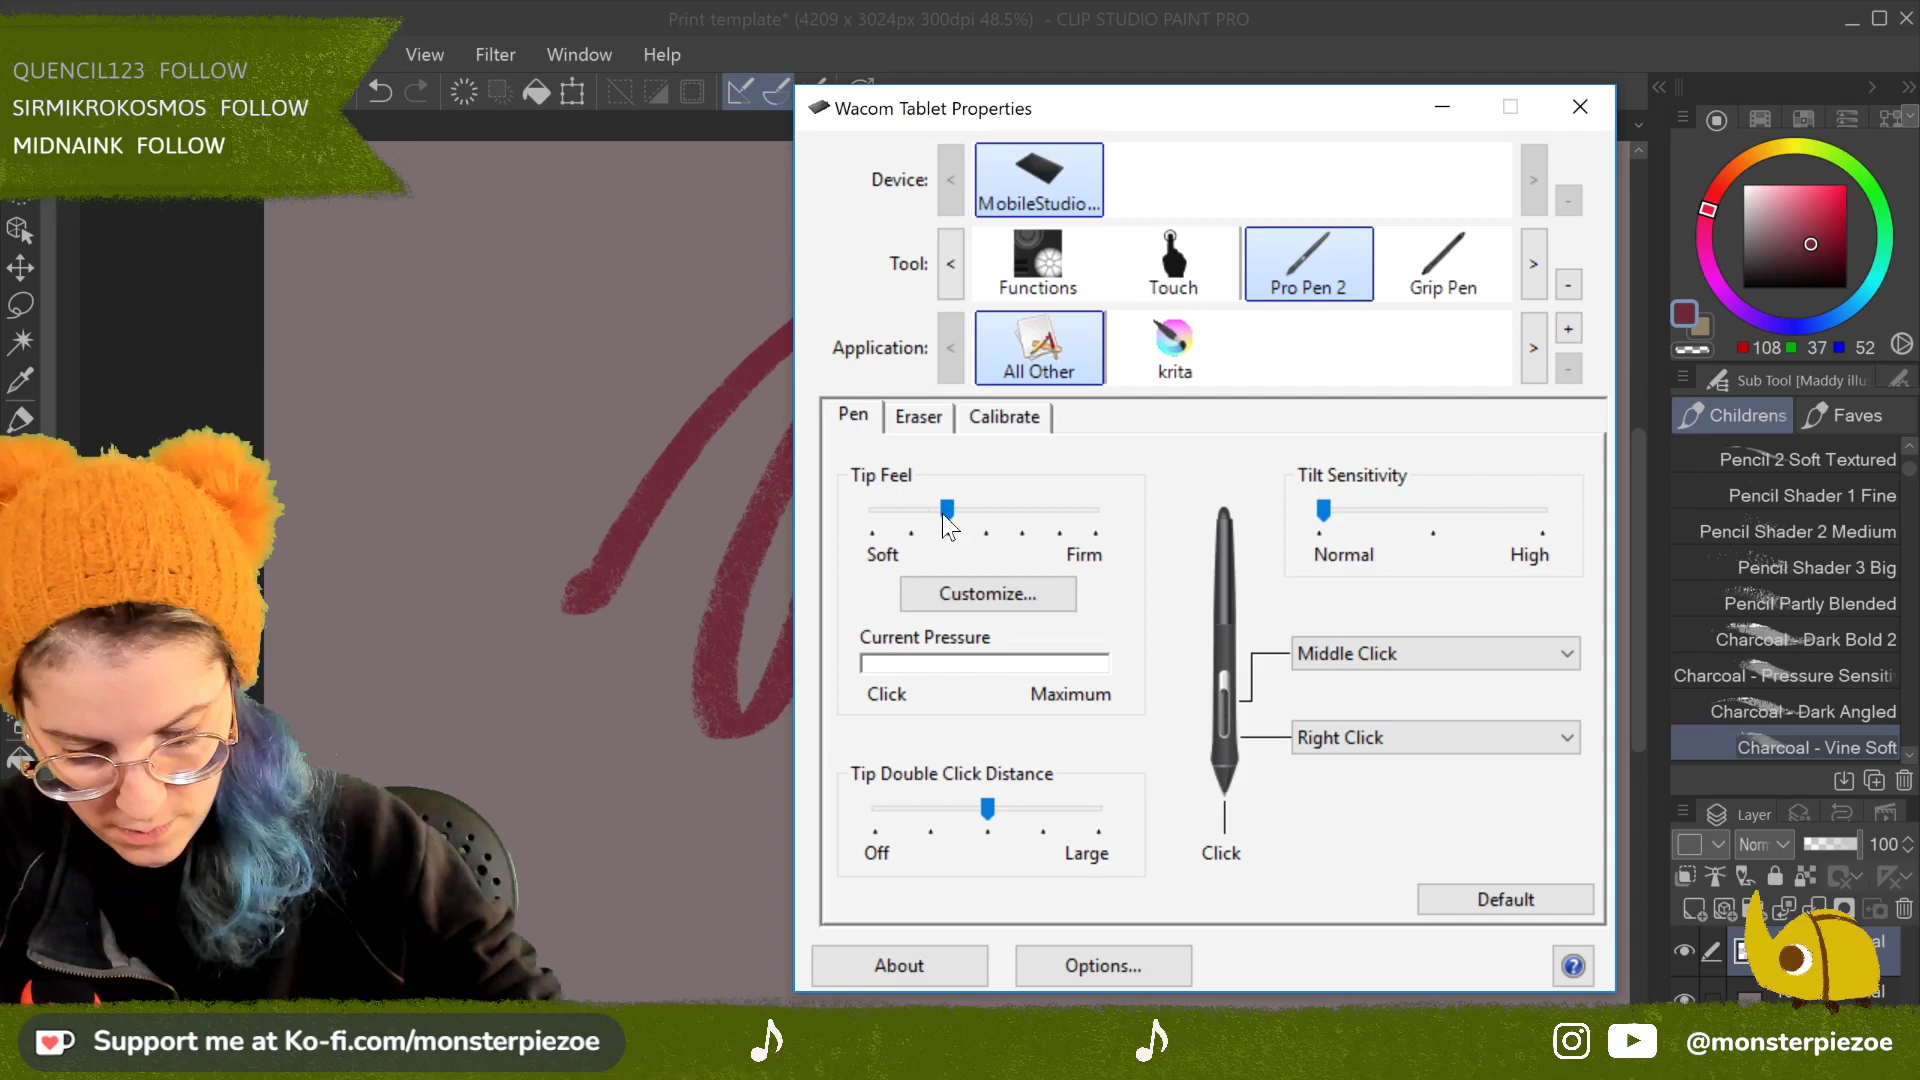 Print template* (4209 x 3024px 300dpi 48.5%) - CLIP STUDIO PAINT PRO
QUENCIL123 FOLLOW
SIRMIKROKOSMOS FOLLOW
MIDNAINK FOLLOW
View Filter Window Help
Wacom Tablet Properties
Device:
MobileStudio...
Tool:
Functions
Touch
Pro Pen 2
Grip Pen
Application:
All Other
krita
Pen
Eraser
Calibrate
Tip Feel
Soft
Firm
Customize...
Current Pressure
Click
Maximum
Tip Double Click Distance
Off
Large
Tilt Sensitivity
Normal
High
Middle Click
Right Click
Click
Default
About
Options...
108 37 52
Sub Tool [Maddy illu
Childrens
Faves
Pencil 2 Soft Textured
Pencil Shader 1 Fine
Pencil Shader 2 Medium
Pencil Shader 3 Big
Pencil Partly Blended
Charcoal - Dark Bold 2
Charcoal - Pressure Sensiti
Charcoal - Dark Angled
Charcoal - Vine Soft
Layer
Norn
100
Support me at Ko-fi.com/monsterpiezoe
@monsterpiezoe